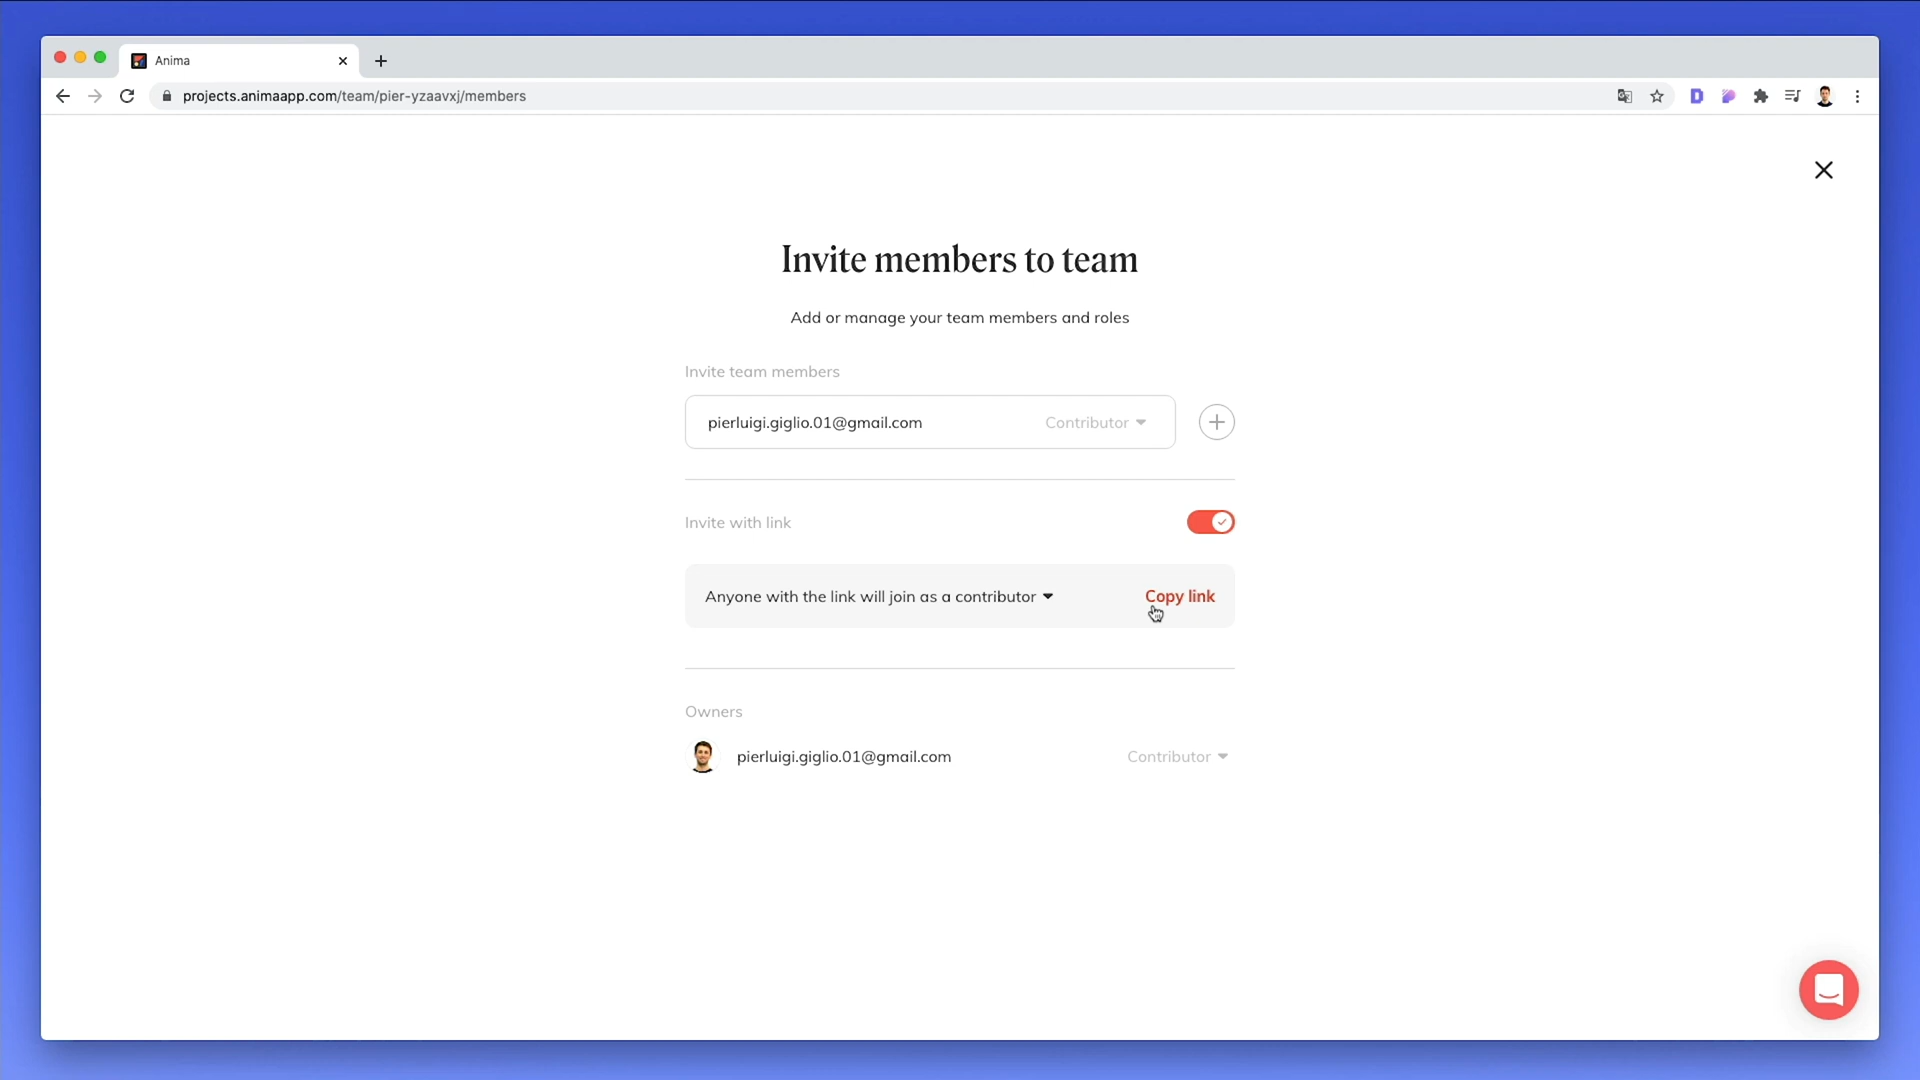 Anima
projects.animaapp.com/team/pier-yzaavxj/members
D
Invite members to team
Add or manage your team members and roles
Invite team members
pierluigi.giglio.01@gmail.com Contributor
Invite with link
Anyone with the link will join as a contributor Copy link
Owners
pierluigi.giglio.01@gmail.com Contributor